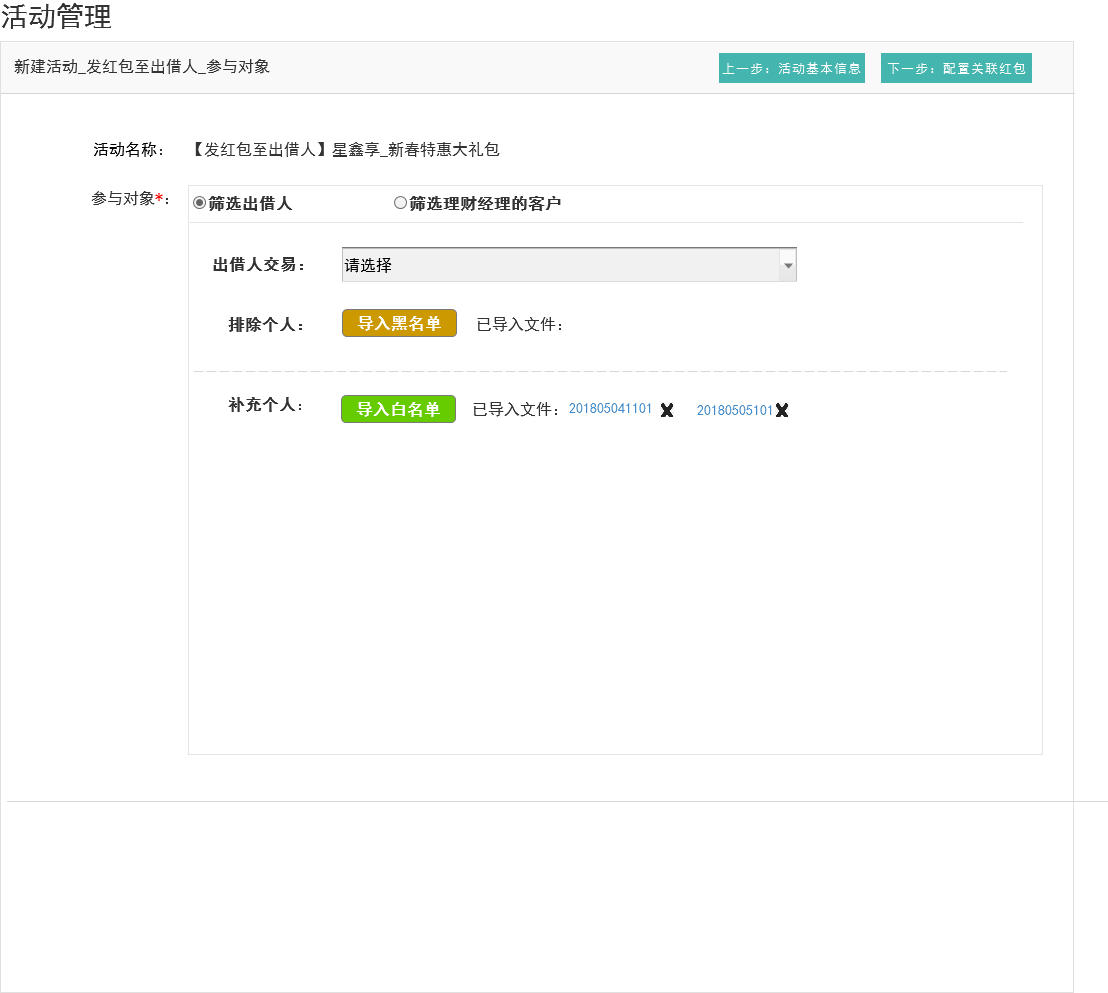 活动管理
新建活动_发红包至出借人_参与对象
上一步：活动基本信息
下一步：配置关联红包
活动名称： 【发红包至出借人】星鑫享_新春特惠大礼包
参与对象*：
筛选出借人 筛选理财经理的客户
出借人交易： 请选择
排除个人： 导入黑名单 已导入文件：
补充个人： 导入白名单 已导入文件： 201805041101 20180505101